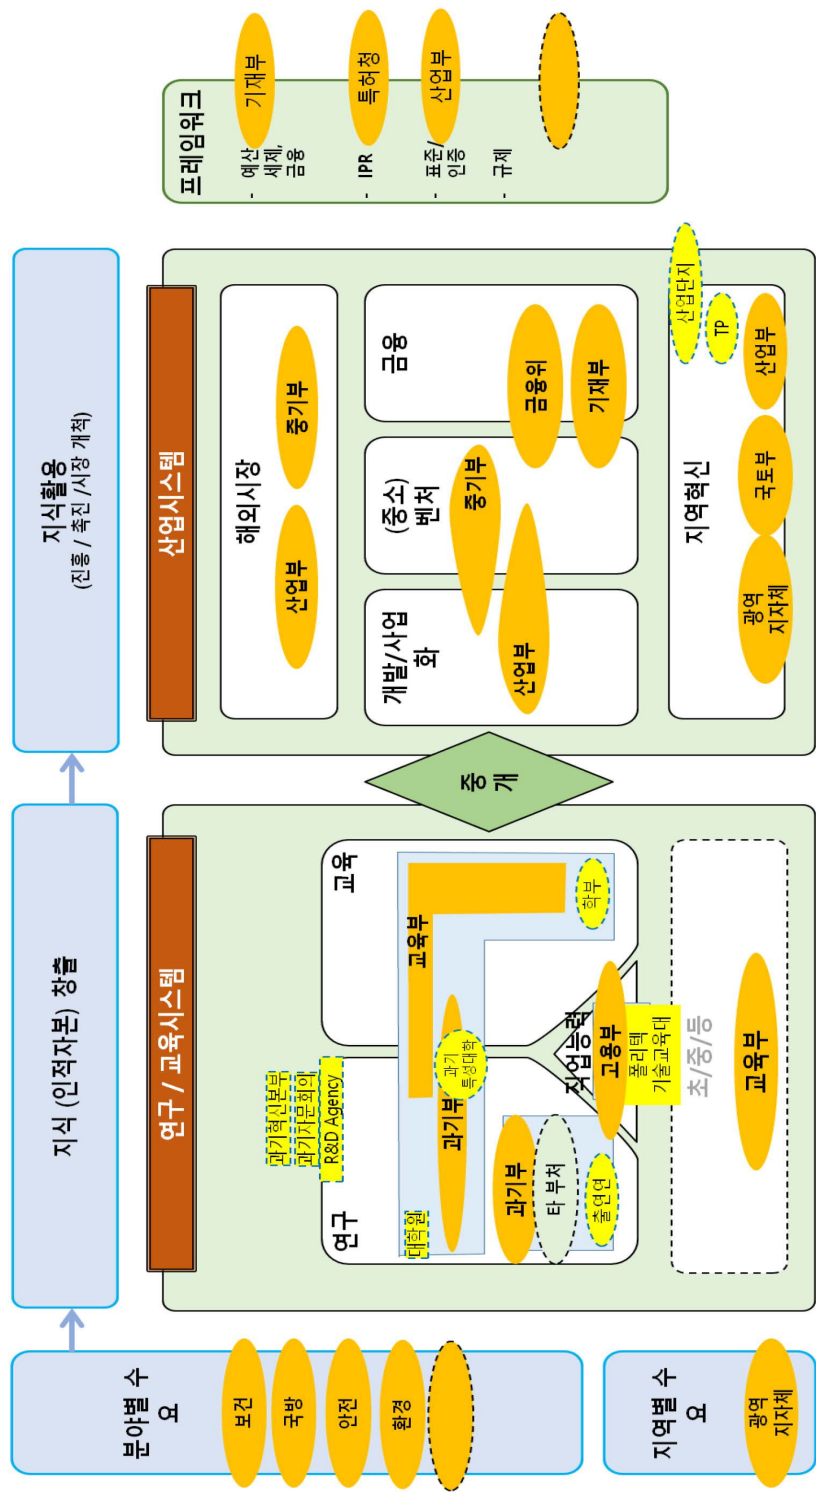 분야별 수
요
보건
국방
안전
환경
지역별 수
요
광역
지자체
지식 (인적자본) 창출
연구 / 교육시스템
과기혁신본부
과기자문회의
R&D Agency
연구
대학원
과기부
과기
특성대학
과기부
타 부처
출연연
교육
교육부
학부
직업능력
고용부
폴리텍
기술교육대
초/중/등
교육부
중
개
지식활용
(진흥 / 촉진 /시장 개척)
산업시스템
해외시장
산업부
중기부
개발/사업
화
산업부
(중소)
벤처
중기부
금융
금융위
기재부
지역혁신
광역
지자체
국토부
산업부
TP
산업단지
프레임워크
- 예산
세제,
금융
기재부
- IPR
특허청
- 표준/
인증
산업부
- 규제